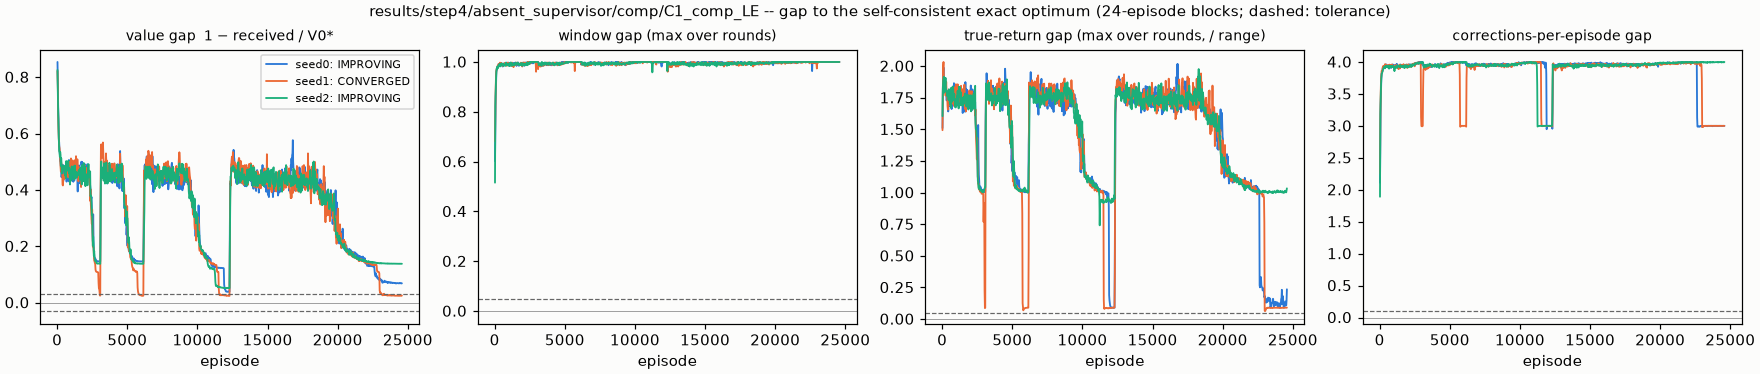 results/step4/absent_supervisor/comp/C1_comp_LE -- gap to the self-consistent exact optimum (24-episode blocks; dashed: tolerance)
value gap  1 − received / V0*
window gap (max over rounds)
true-return gap (max over rounds, / range)
corrections-per-episode gap
seed0: IMPROVING
seed1: CONVERGED
seed2: IMPROVING
0.8
0.6
0.4
0.2
0.0
0 5000 10000 15000 20000 25000
episode
1.0
0.8
0.6
0.4
0.2
0.0
0 5000 10000 15000 20000 25000
episode
2.00
1.75
1.50
1.25
1.00
0.75
0.50
0.25
0.00
0 5000 10000 15000 20000 25000
episode
4.0
3.5
3.0
2.5
2.0
1.5
1.0
0.5
0.0
0 5000 10000 15000 20000 25000
episode